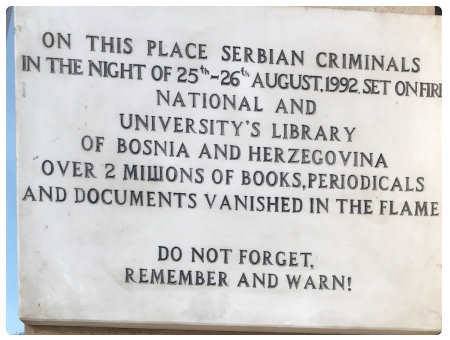 ON THIS PLACE SERBIAN CRIMINALS
IN THE NIGHT OF 25th-26th AUGUST,1992. SET ON FIRE
NATIONAL AND
UNIVERSITY'S LIBRARY
OF BOSNIA AND HERZEGOVINA
OVER 2 MILLIONS OF BOOKS,PERIODICALS
AND DOCUMENTS VANISHED IN THE FLAME
DO NOT FORGET,
REMEMBER AND WARN!